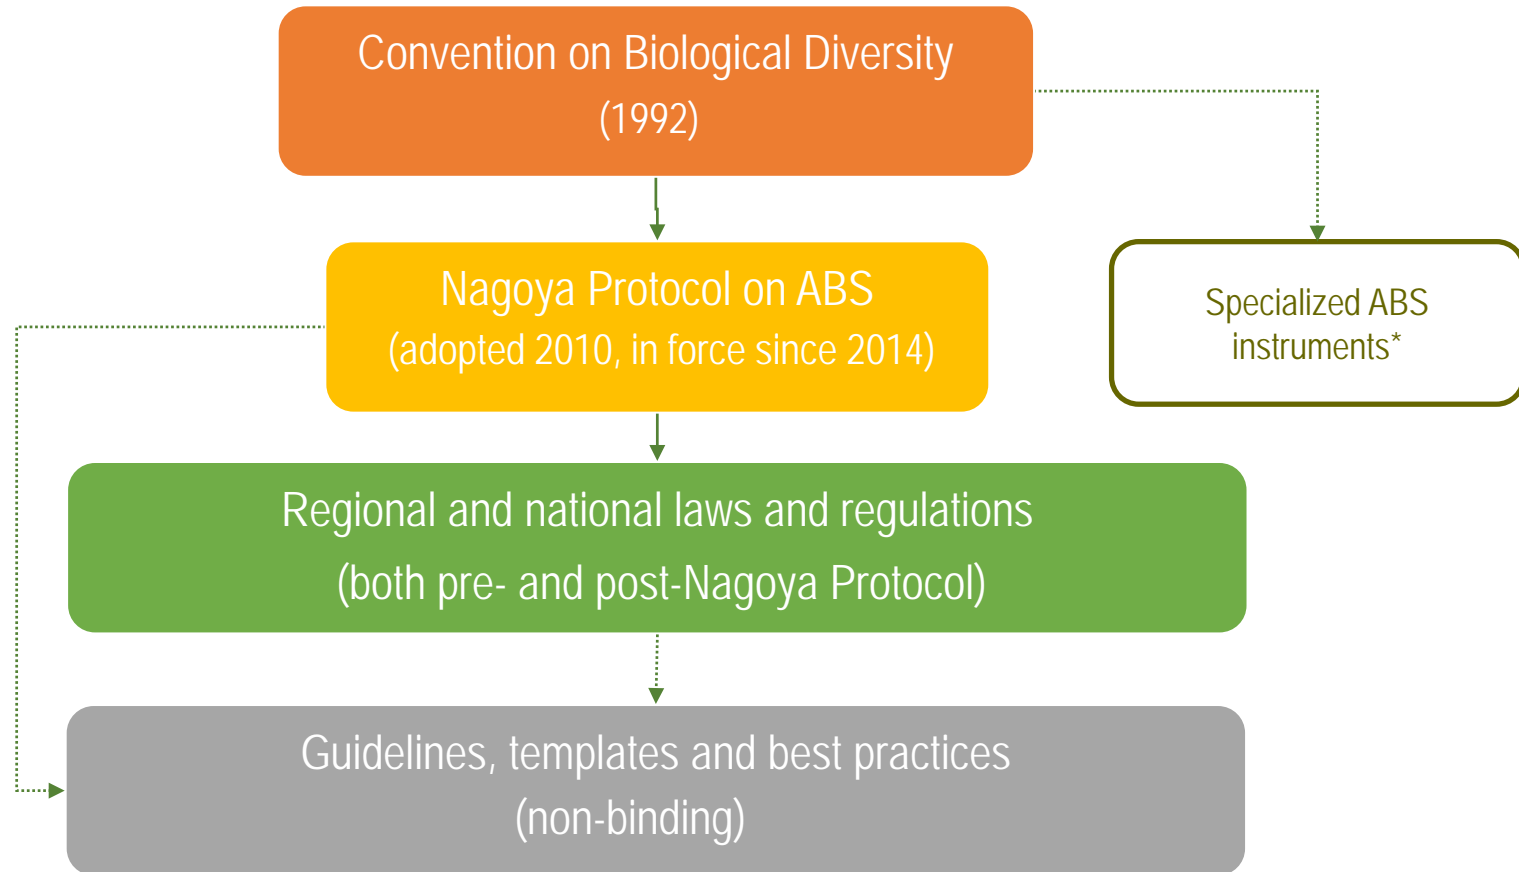 Convention on Biological Diversity
(1992)
Nagoya Protocol on ABS
(adopted 2010, in force since 2014)
Specialized ABS
instruments*
Regional and national laws and regulations
(both pre- and post-Nagoya Protocol)
Guidelines, templates and best practices
(non-binding)